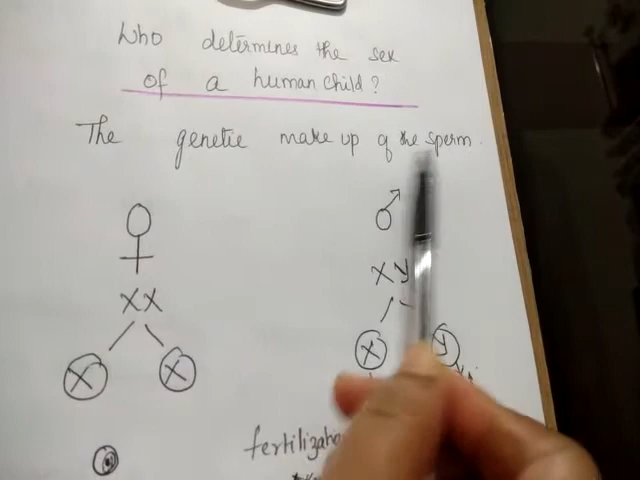 Who determines the sex
of a human child?
The genetic make up of the sperm.
XX
XY
X X
X Y